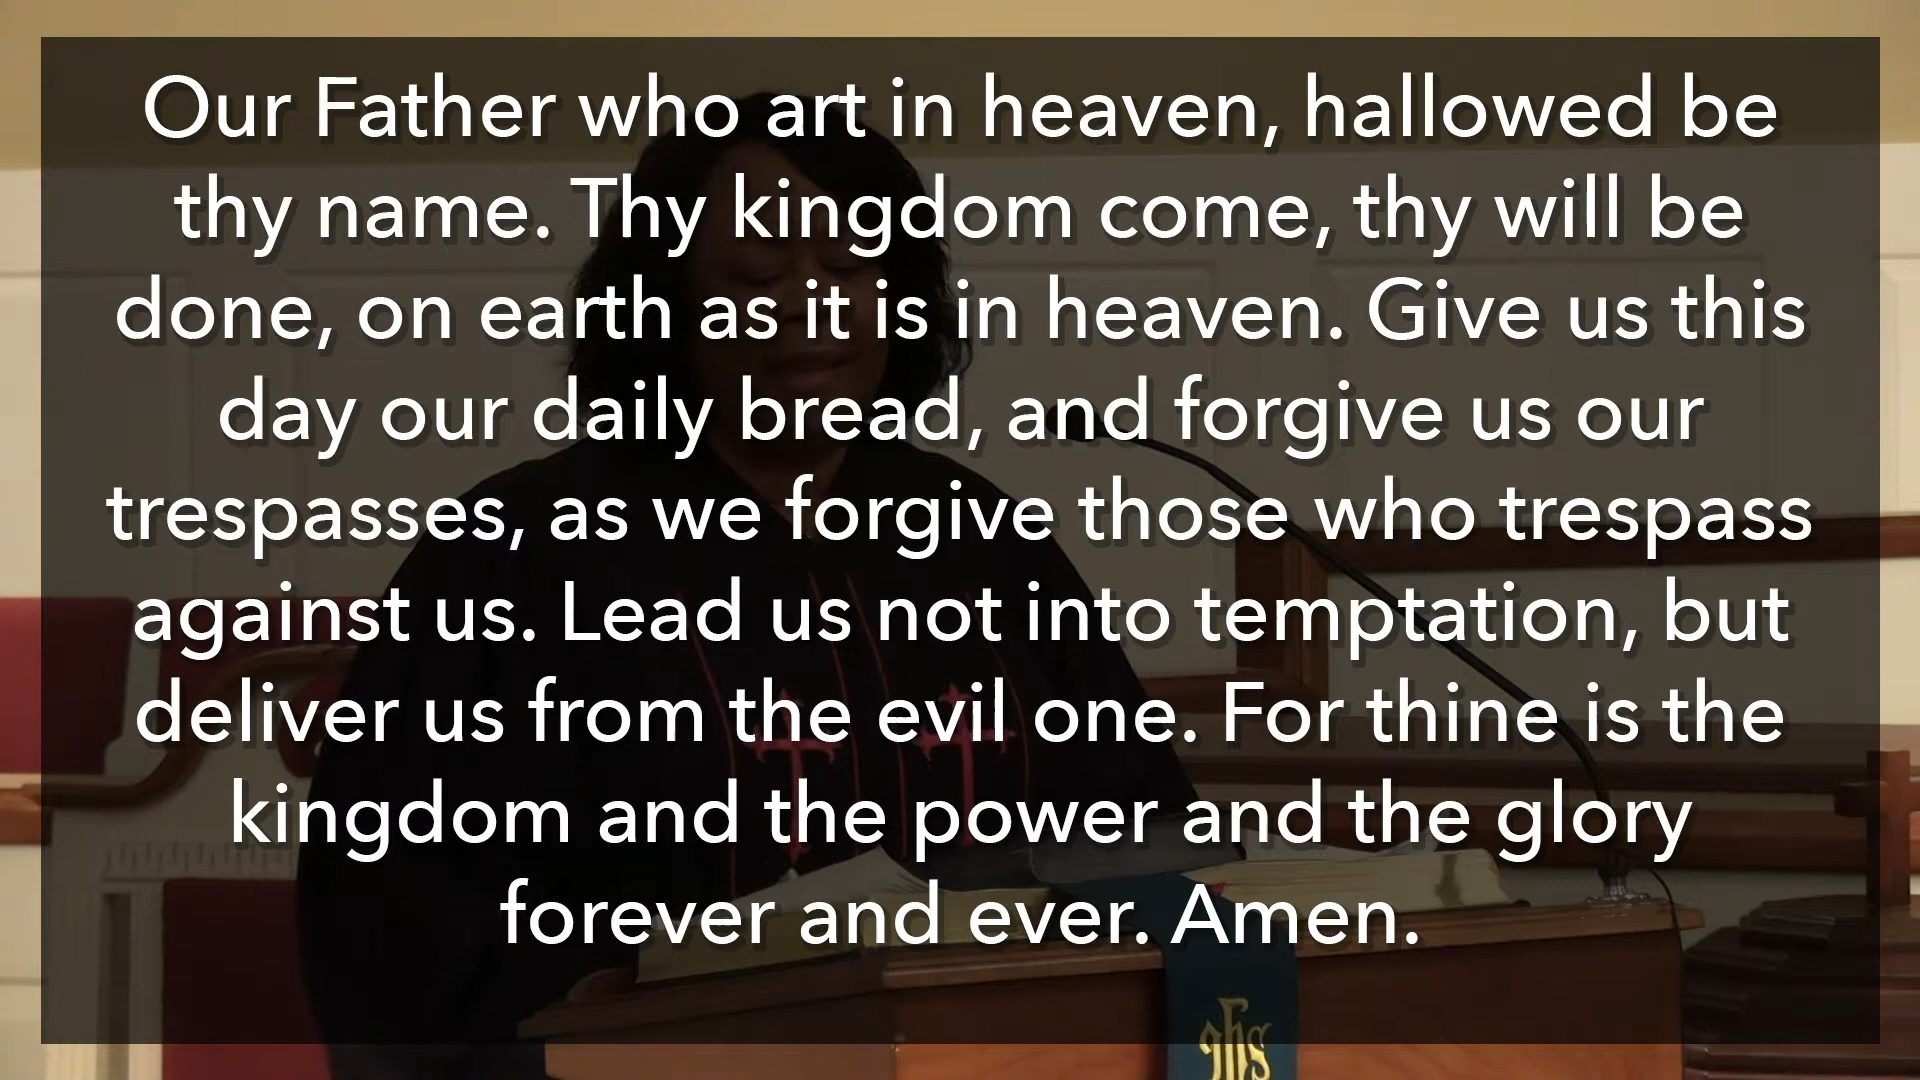 Our Father who art in heaven, hallowed be
thy name. Thy kingdom come, thy will be
done, on earth as it is in heaven. Give us this
day our daily bread, and forgive us our
trespasses, as we forgive those who trespass
against us. Lead us not into temptation, but
deliver us from the evil one. For thine is the
kingdom and the power and the glory
forever and ever. Amen.
ihs